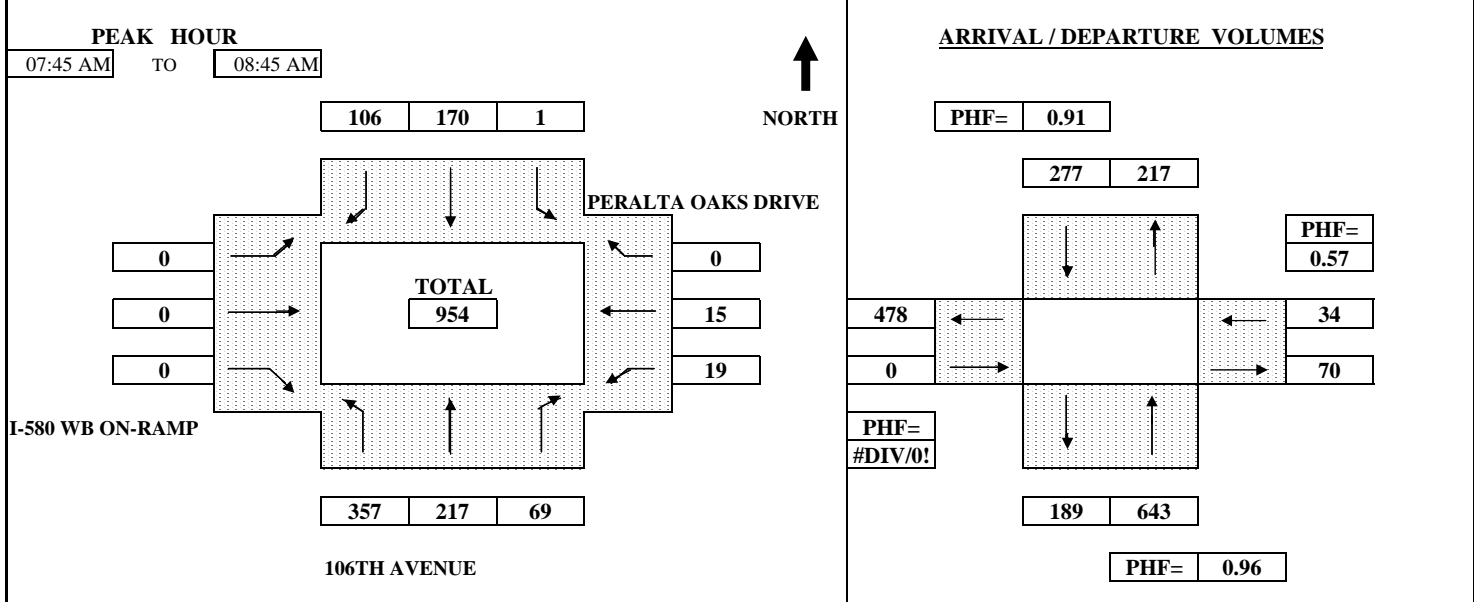 PEAK HOUR
07:45 AM TO 08:45 AM
NORTH
106 170 1
PERALTA OAKS DRIVE
0 0
TOTAL
0 954 15
0 19
I-580 WB ON-RAMP
357 217 69
106TH AVENUE
ARRIVAL / DEPARTURE VOLUMES
PHF= 0.91
277 217
PHF=
0.57
478 34
0 70
PHF=
#DIV/0!
189 643
PHF= 0.96